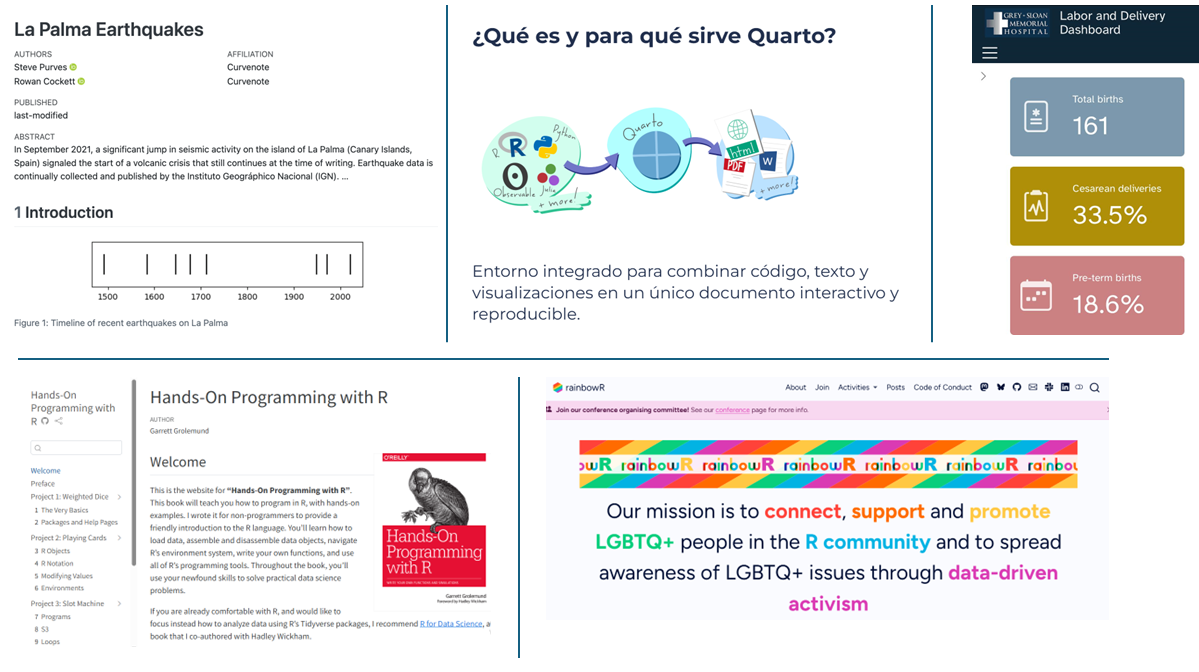 La Palma Earthquakes
AUTHORS
AFFILIATION
Steve Purves
Curvenote
Rowan Cockett
Curvenote
PUBLISHED
last-modified
ABSTRACT
In September 2021, a significant jump in seismic activity on the island of La Palma (Canary Islands,
Spain) signaled the start of a volcanic crisis that still continues at the time of writing. Earthquake data is
continually collected and published by the Instituto Geográphico Nacional (IGN). ...
1 Introduction
1500 1600 1700 1800 1900 2000
Figure 1: Timeline of recent earthquakes on La Palma
¿Qué es y para qué sirve Quarto?
R
R
Python
Observable
Julia
+ more!
Quarto
html
PDF
W
+ more!
Entorno integrado para combinar código, texto y
visualizaciones en un único documento interactivo y
reproducible.
GREY-SLOAN
MEMORIAL
HOSPITAL
Labor and Delivery
Dashboard
Total births
161
Cesarean deliveries
33.5%
Pre-term births
18.6%
Hands-On
Programming with
R
Welcome
Preface
Project 1: Weighted Dice
1 The Very Basics
2 Packages and Help Pages
Project 2: Playing Cards
3 R Objects
4 R Notation
5 Modifying Values
6 Environments
Project 3: Slot Machine
7 Programs
8 S3
9 Loops
Hands-On Programming with R
AUTHOR
Garrett Grolemund
Welcome
This is the website for “Hands-On Programming with R”.
This book will teach you how to program in R, with hands-on
examples. I wrote it for non-programmers to provide a
friendly introduction to the R language. You’ll learn how to
load data, assemble and disassemble data objects, navigate
R’s environment system, write your own functions, and use
all of R’s programming tools. Throughout the book, you’ll
use your newfound skills to solve practical data science
problems.
If you are already comfortable with R, and would like to
focus instead how to analyze data using R’s Tidyverse packages, I recommend R for Data Science, a
book that I co-authored with Hadley Wickham.
O'REILLY
Hands-On
Programming
with R
WRITE YOUR OWN FUNCTIONS AND SIMULATIONS
Garrett Grolemund
Foreword by Hadley Wickham
rainbowR
About Join Activities Posts Code of Conduct
Join our conference organising committee! See our conference page for more info.
owR rainbowR rainbowR rainbowR rainbowR rainbowR rainbou
Our mission is to connect, support and promote
LGBTQ+ people in the R community and to spread
awareness of LGBTQ+ issues through data-driven
activism